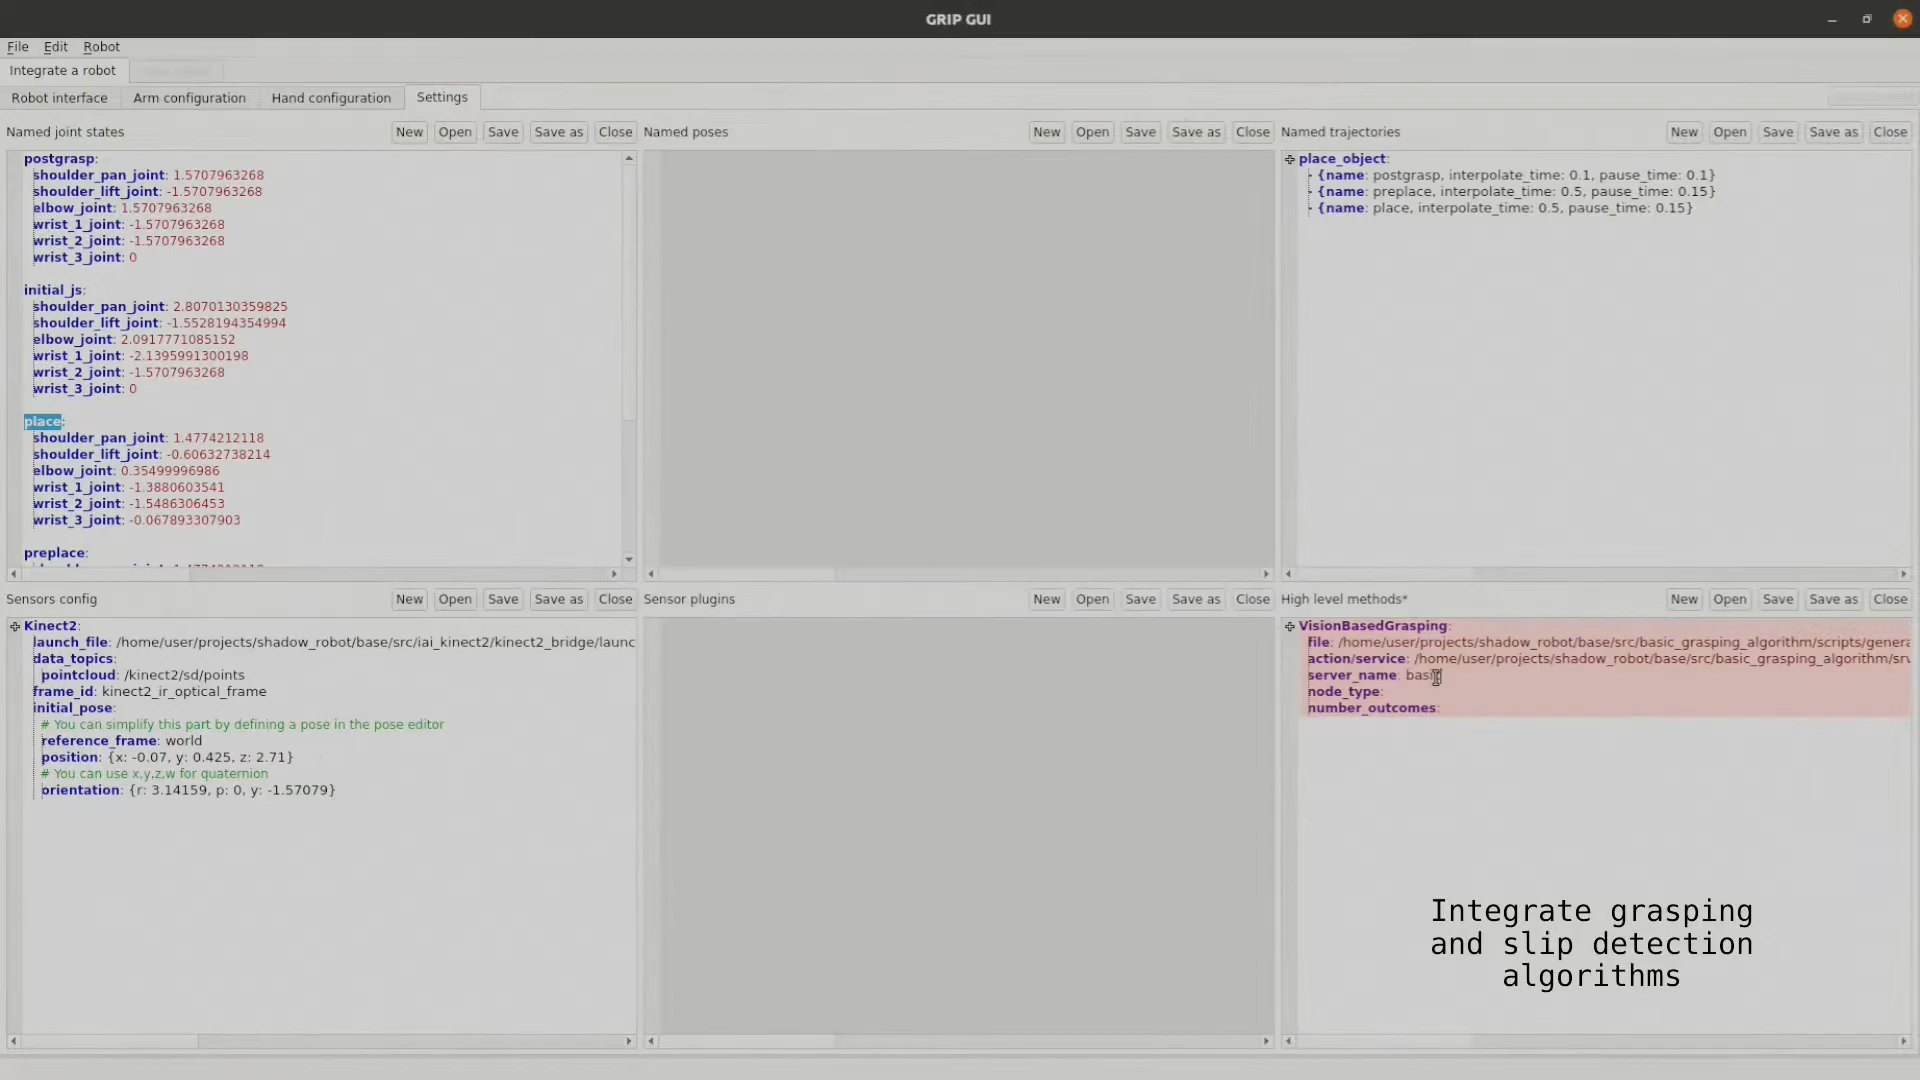 GRIP GUI
File Edit Robot
Integrate a robot
Robot interface Arm configuration Hand configuration Settings
Named joint states New Open Save Save as Close
postgrasp:
shoulder_pan_joint: 1.5707963268
shoulder_lift_joint: -1.5707963268
elbow_joint: 1.5707963268
wrist_1_joint: -1.5707963268
wrist_2_joint: -1.5707963268
wrist_3_joint: 0
initial_js:
shoulder_pan_joint: 2.8070130359825
shoulder_lift_joint: -1.5528194354994
elbow_joint: 2.0917771085152
wrist_1_joint: -2.1395991300198
wrist_2_joint: -1.5707963268
wrist_3_joint: 0
place:
shoulder_pan_joint: 1.4774212118
shoulder_lift_joint: -0.60632738214
elbow_joint: 0.35499996986
wrist_1_joint: -1.3880603541
wrist_2_joint: -1.5486306453
wrist_3_joint: -0.067893307903
preplace:
Named poses New Open Save Save as Close
Named trajectories New Open Save Save as Close
place_object:
- {name: postgrasp, interpolate_time: 0.1, pause_time: 0.1}
- {name: preplace, interpolate_time: 0.5, pause_time: 0.15}
- {name: place, interpolate_time: 0.5, pause_time: 0.15}
Sensors config New Open Save Save as Close
Kinect2:
launch_file: /home/user/projects/shadow_robot/base/src/iai_kinect2/kinect2_bridge/launc
data_topics:
pointcloud: /kinect2/sd/points
frame_id: kinect2_ir_optical_frame
initial_pose:
# You can simplify this part by defining a pose in the pose editor
reference_frame: world
position: {x: -0.07, y: 0.425, z: 2.71}
# You can use x,y,z,w for quaternion
orientation: {r: 3.14159, p: 0, y: -1.57079}
Sensor plugins New Open Save Save as Close
High level methods* New Open Save Save as Close
VisionBasedGrasping:
file: /home/user/projects/shadow_robot/base/src/basic_grasping_algorithm/scripts/genera
action/service: /home/user/projects/shadow_robot/base/src/basic_grasping_algorithm/srv
server_name: basi
node_type:
number_outcomes:
Integrate grasping
and slip detection
algorithms